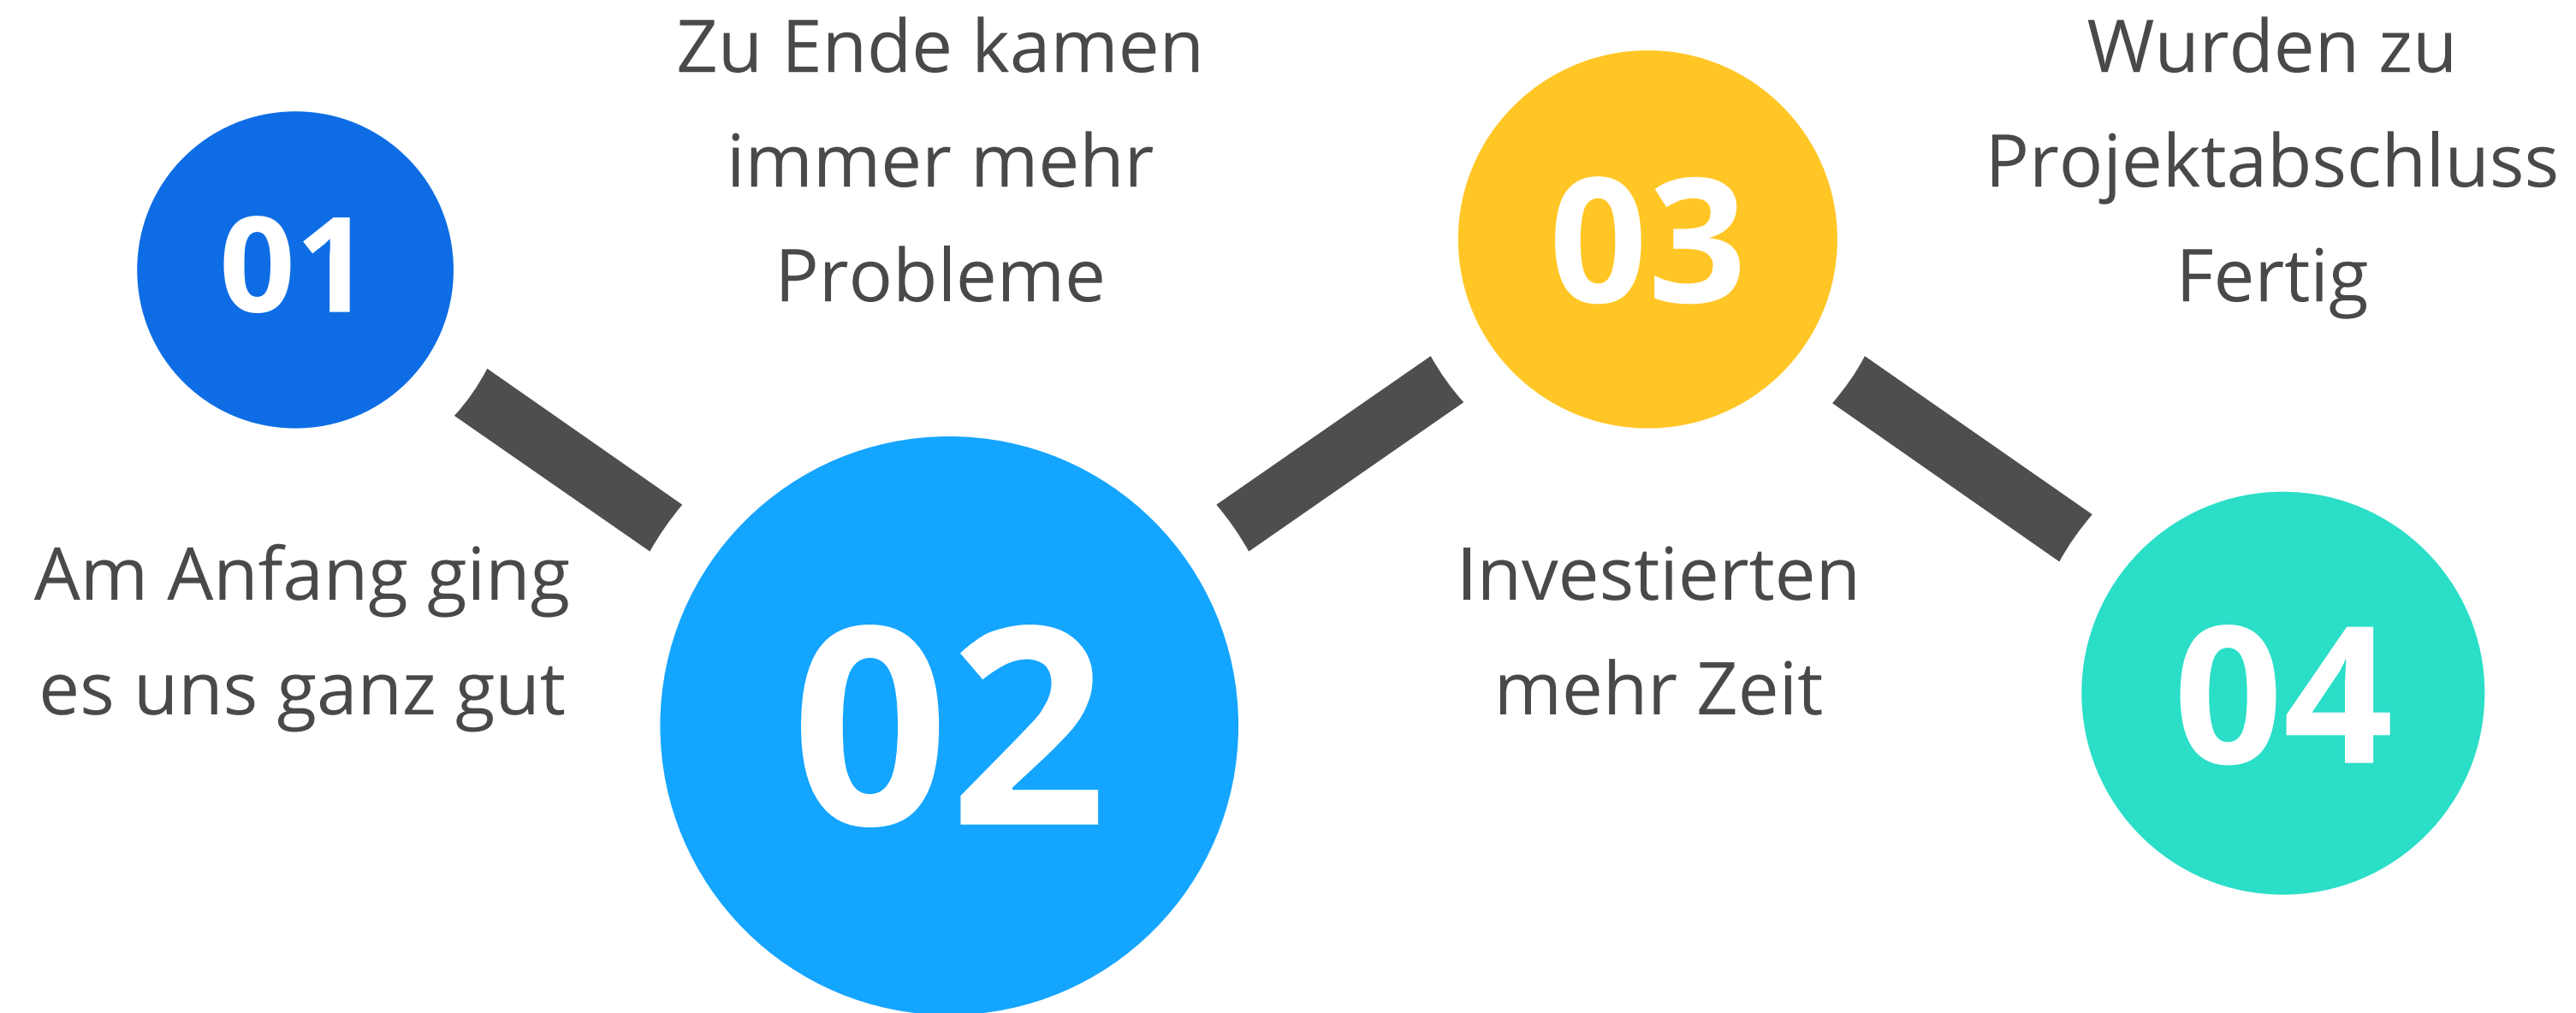 01
Am Anfang ging
es uns ganz gut
Zu Ende kamen
immer mehr
Probleme
02
03
Investierten
mehr Zeit
Wurden zu
Projektabschluss
Fertig
04